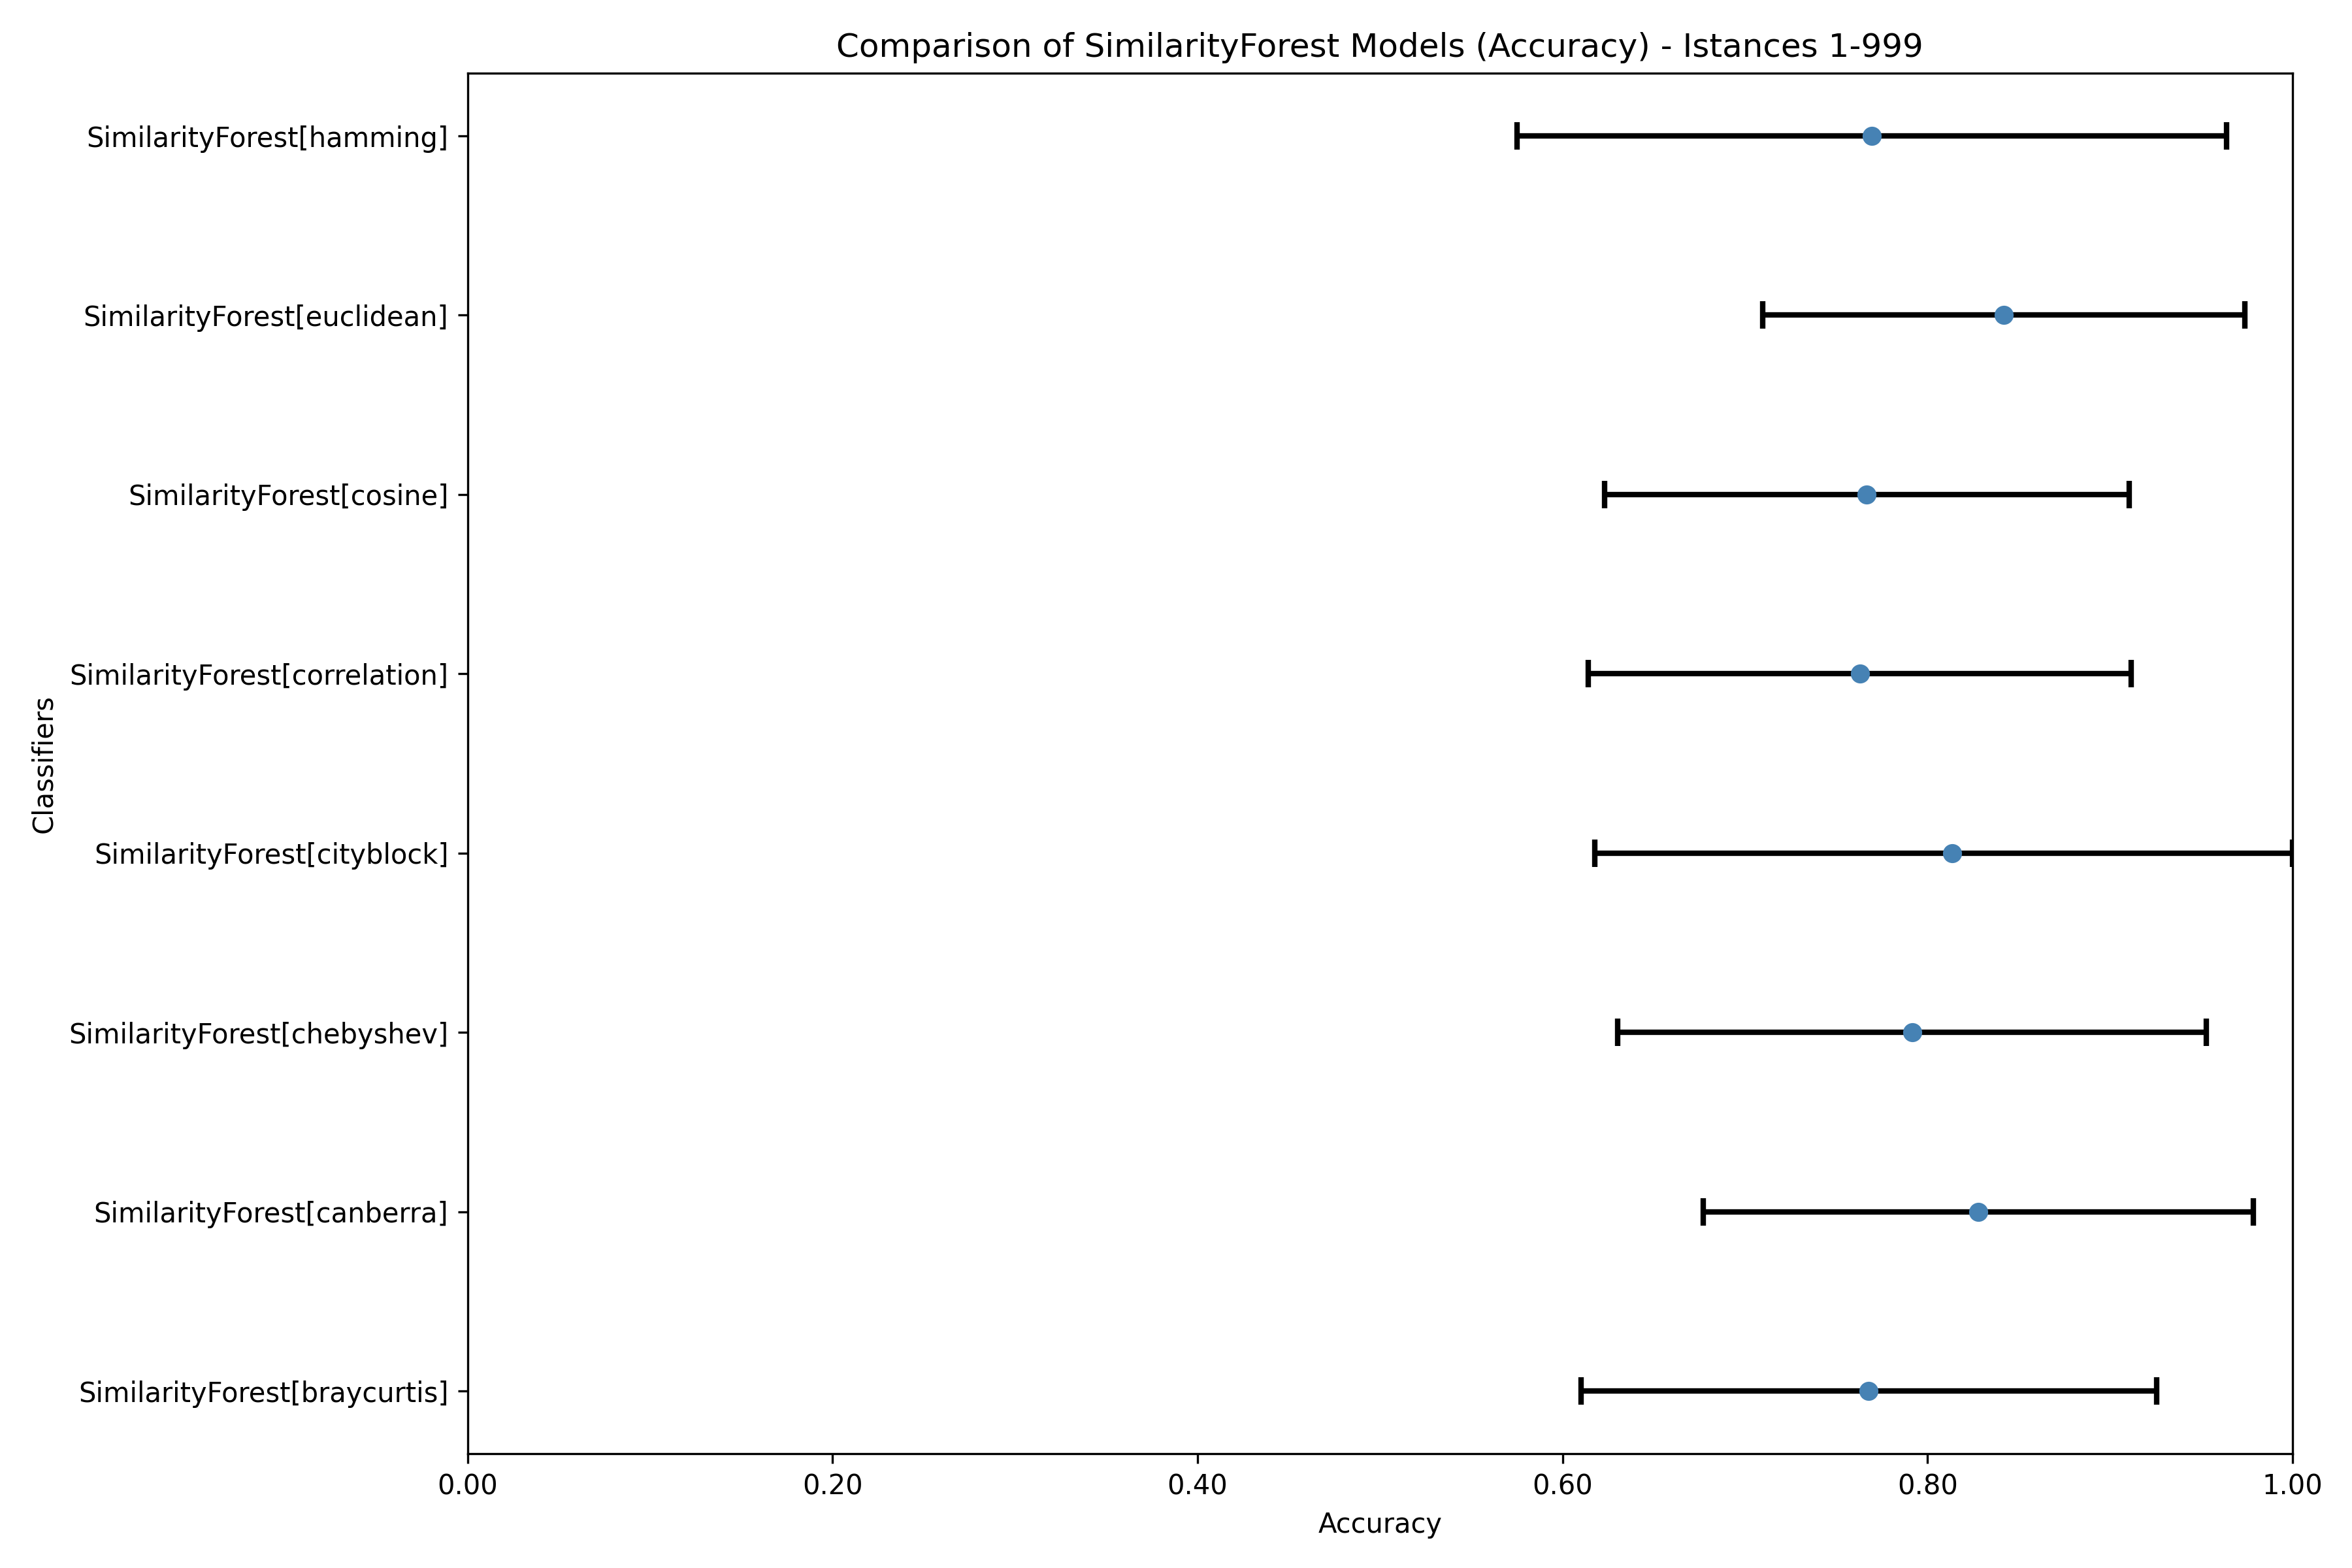 Comparison of SimilarityForest Models (Accuracy) - Istances 1-999
SimilarityForest[hamming]
SimilarityForest[euclidean]
SimilarityForest[cosine]
SimilarityForest[correlation]
SimilarityForest[cityblock]
SimilarityForest[chebyshev]
SimilarityForest[canberra]
SimilarityForest[braycurtis]
Classifiers
0.00 0.20 0.40 0.60 0.80 1.00
Accuracy